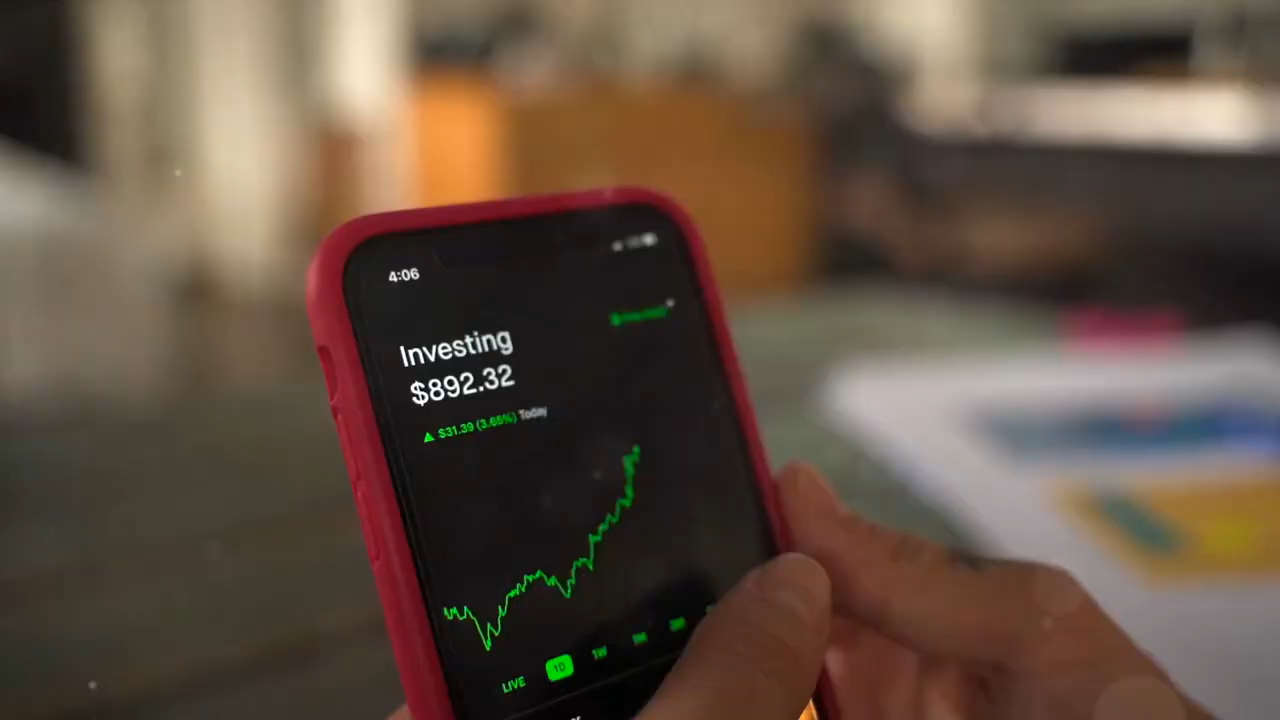 4:06
Investing
$892.32
▲ $31.39 (3.65%) Today
LIVE 1D 1W